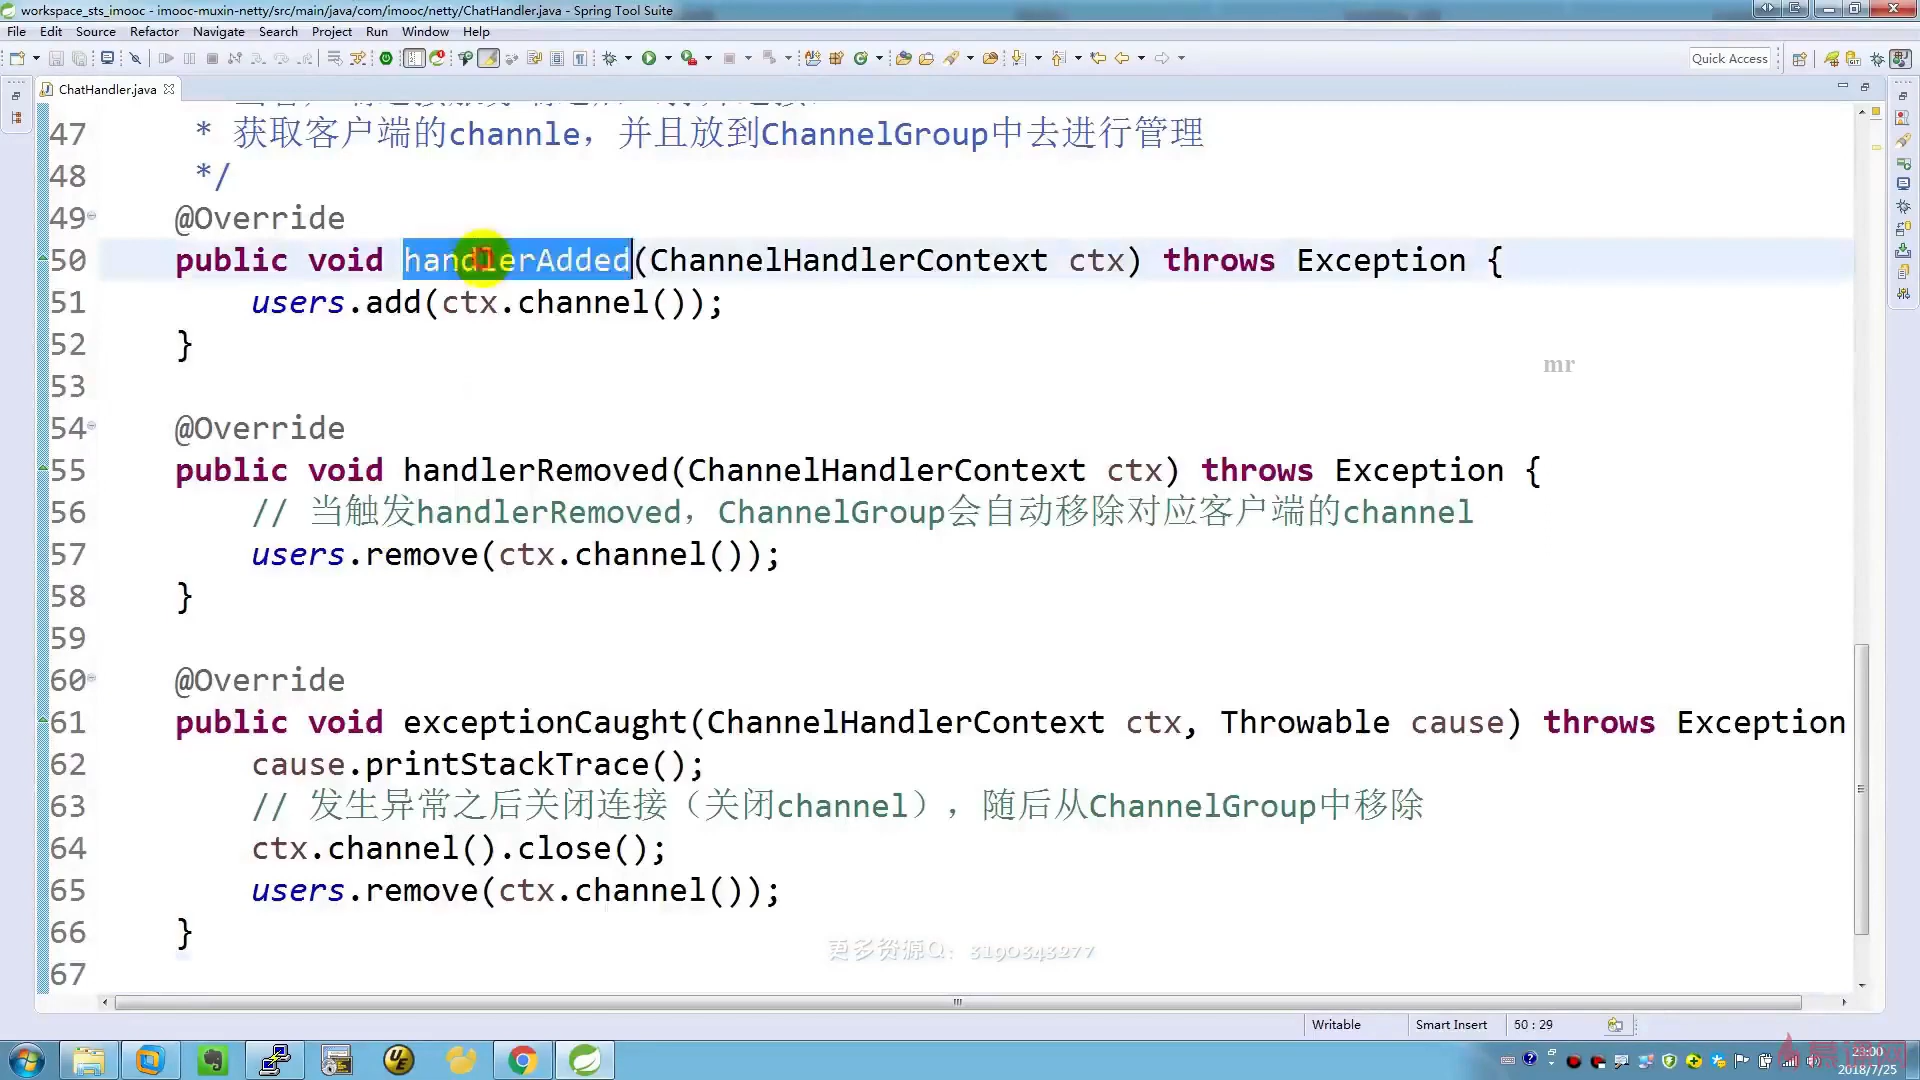 workspace_sts_imooc - imooc-muxin-netty/src/main/java/com/imooc/netty/ChatHandler.java - Spring Tool Suite
File Edit Source Refactor Navigate Search Project Run Window Help
Quick Access
ChatHandler.java
47 * 获取客户端的channle，并且放到ChannelGroup中去进行管理
48 */
49 @Override
50 public void handlerAdded(ChannelHandlerContext ctx) throws Exception {
51 users.add(ctx.channel());
52 }
mr
53
54 @Override
55 public void handlerRemoved(ChannelHandlerContext ctx) throws Exception {
56 // 当触发handlerRemoved，ChannelGroup会自动移除对应客户端的channel
57 users.remove(ctx.channel());
58 }
59
60 @Override
61 public void exceptionCaught(ChannelHandlerContext ctx, Throwable cause) throws Exception
62 cause.printStackTrace();
63 // 发生异常之后关闭连接（关闭channel），随后从ChannelGroup中移除
64 ctx.channel().close();
65 users.remove(ctx.channel());
66 }
更多资源Q：3190343277
67
Writable Smart Insert 50 : 29
23:00
2018/7/25